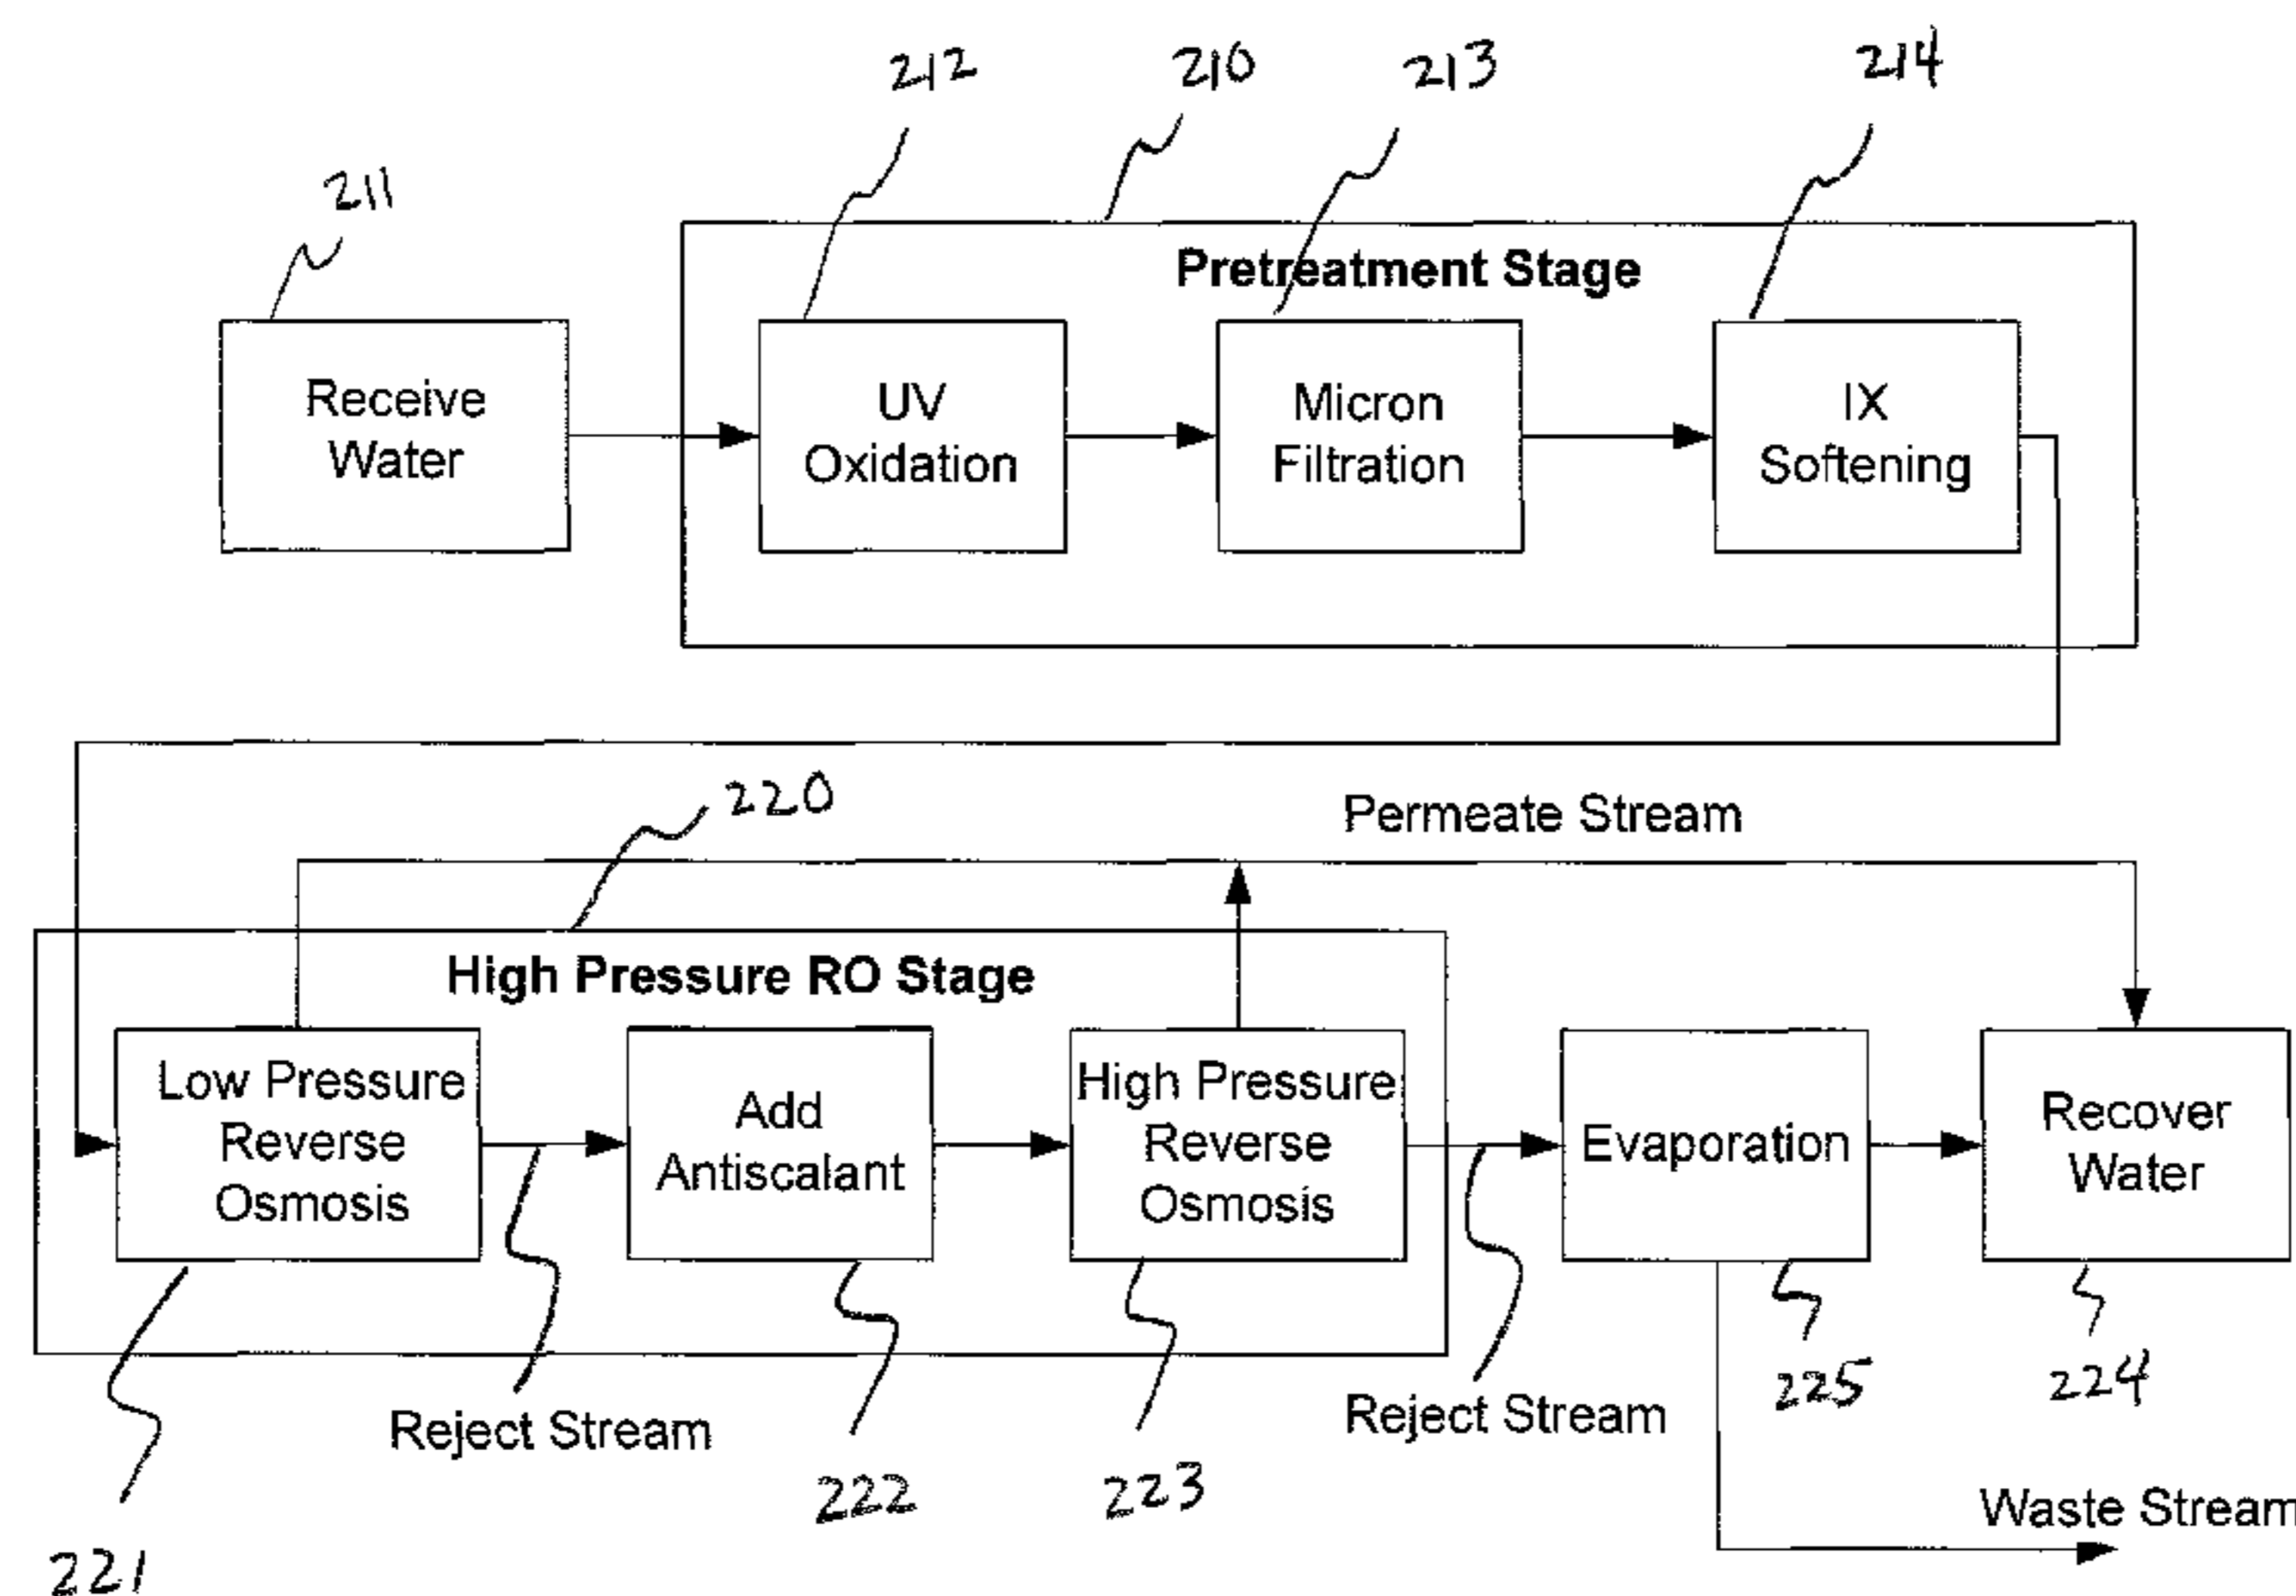 212
210
213
214
211
Pretreatment Stage
Receive
Water
UV
Oxidation
Micron
Filtration
IX
Softening
220
Permeate Stream
High Pressure RO Stage
Low Pressure
Reverse
Osmosis
Add
Antiscalant
High Pressure
Reverse
Osmosis
Evaporation
Recover
Water
Reject Stream
Reject Stream
225
224
222
223
Waste Stream
221